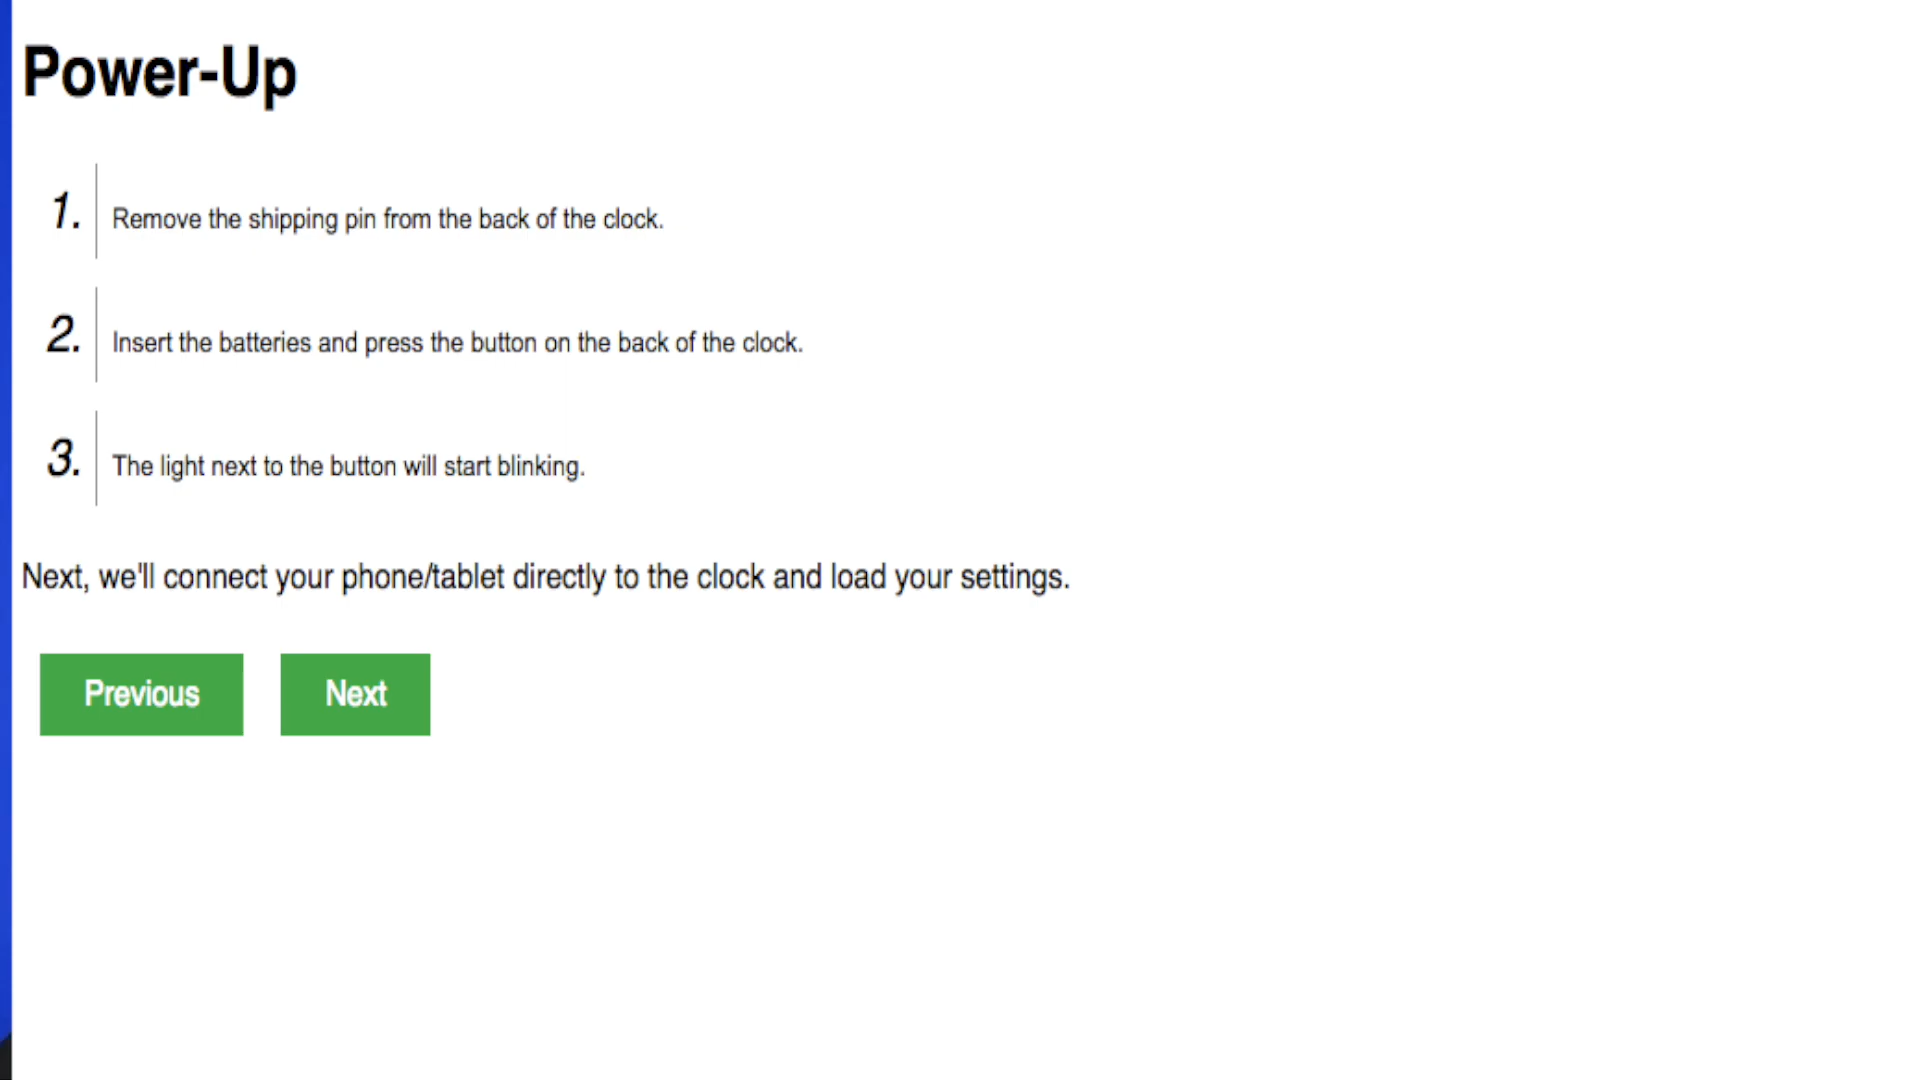 Power-Up
1. Remove the shipping pin from the back of the clock.
2. Insert the batteries and press the button on the back of the clock.
3. The light next to the button will start blinking.
Next, we'll connect your phone/tablet directly to the clock and load your settings.
Previous Next